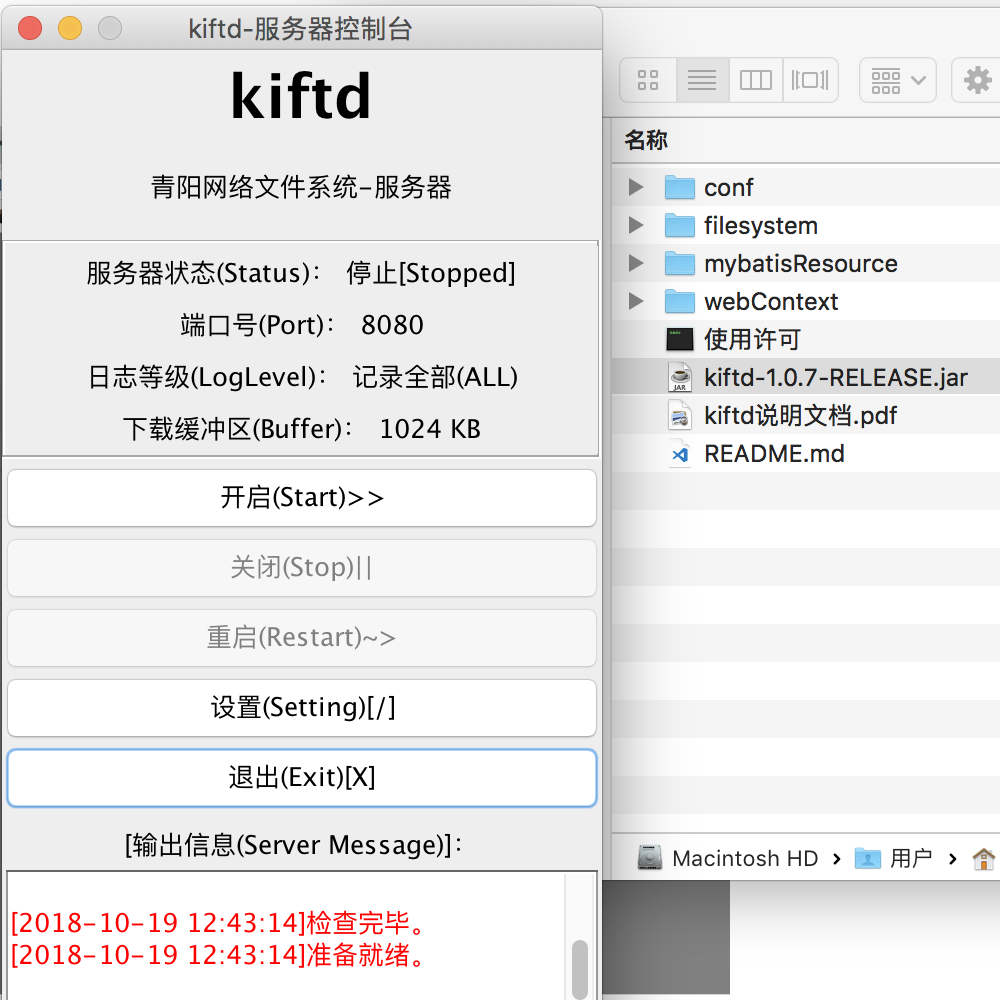 kiftd-服务器控制台
kiftd
青阳网络文件系统-服务器
服务器状态(Status)： 停止[Stopped]
端口号(Port)： 8080
日志等级(LogLevel)： 记录全部(ALL)
下载缓冲区(Buffer)： 1024 KB
开启(Start)>>
关闭(Stop)||
重启(Restart)~>
设置(Setting)[/]
退出(Exit)[X]
[输出信息(Server Message)]：
[2018-10-19 12:43:14]检查完毕。
[2018-10-19 12:43:14]准备就绪。
名称
conf
filesystem
mybatisResource
webContext
使用许可
kiftd-1.0.7-RELEASE.jar
kiftd说明文档.pdf
README.md
Macintosh HD › 用户 ›